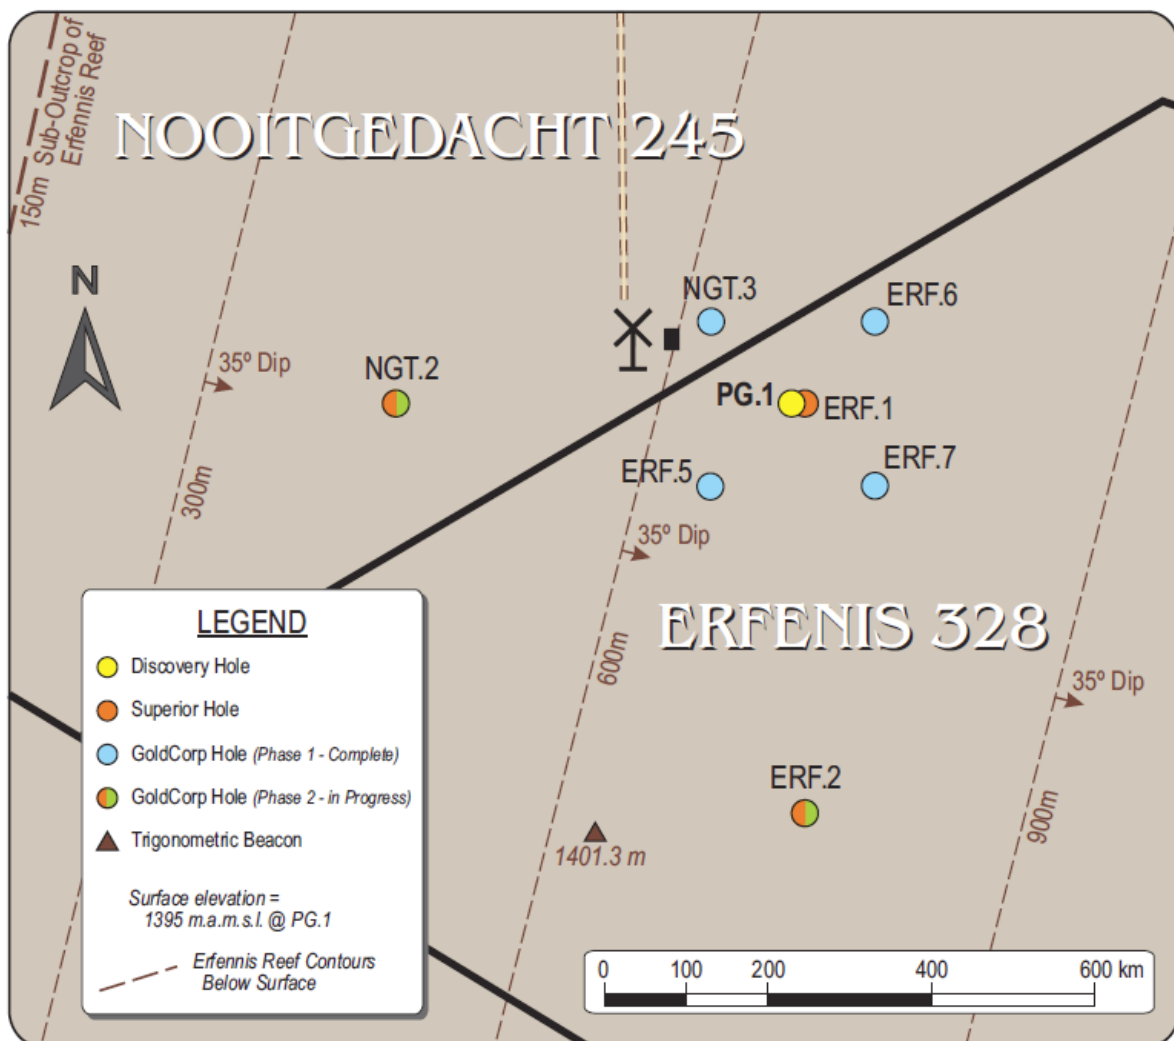 150m Sub-Outcrop of
Erfennis Reef
NOOITGEDACHT 245
N
NGT.3
ERF.6
35º Dip
NGT.2
PG.1
ERF.1
ERF.5
ERF.7
300m
35º Dip
ERFENIS 328
600m
35º Dip
ERF.2
900m
1401.3 m
LEGEND
Discovery Hole
Superior Hole
GoldCorp Hole (Phase 1 - Complete)
GoldCorp Hole (Phase 2 - in Progress)
Trigonometric Beacon
Surface elevation =
1395 m.a.m.s.l. @ PG.1
Erfennis Reef Contours
Below Surface
0 100 200 400 600 km